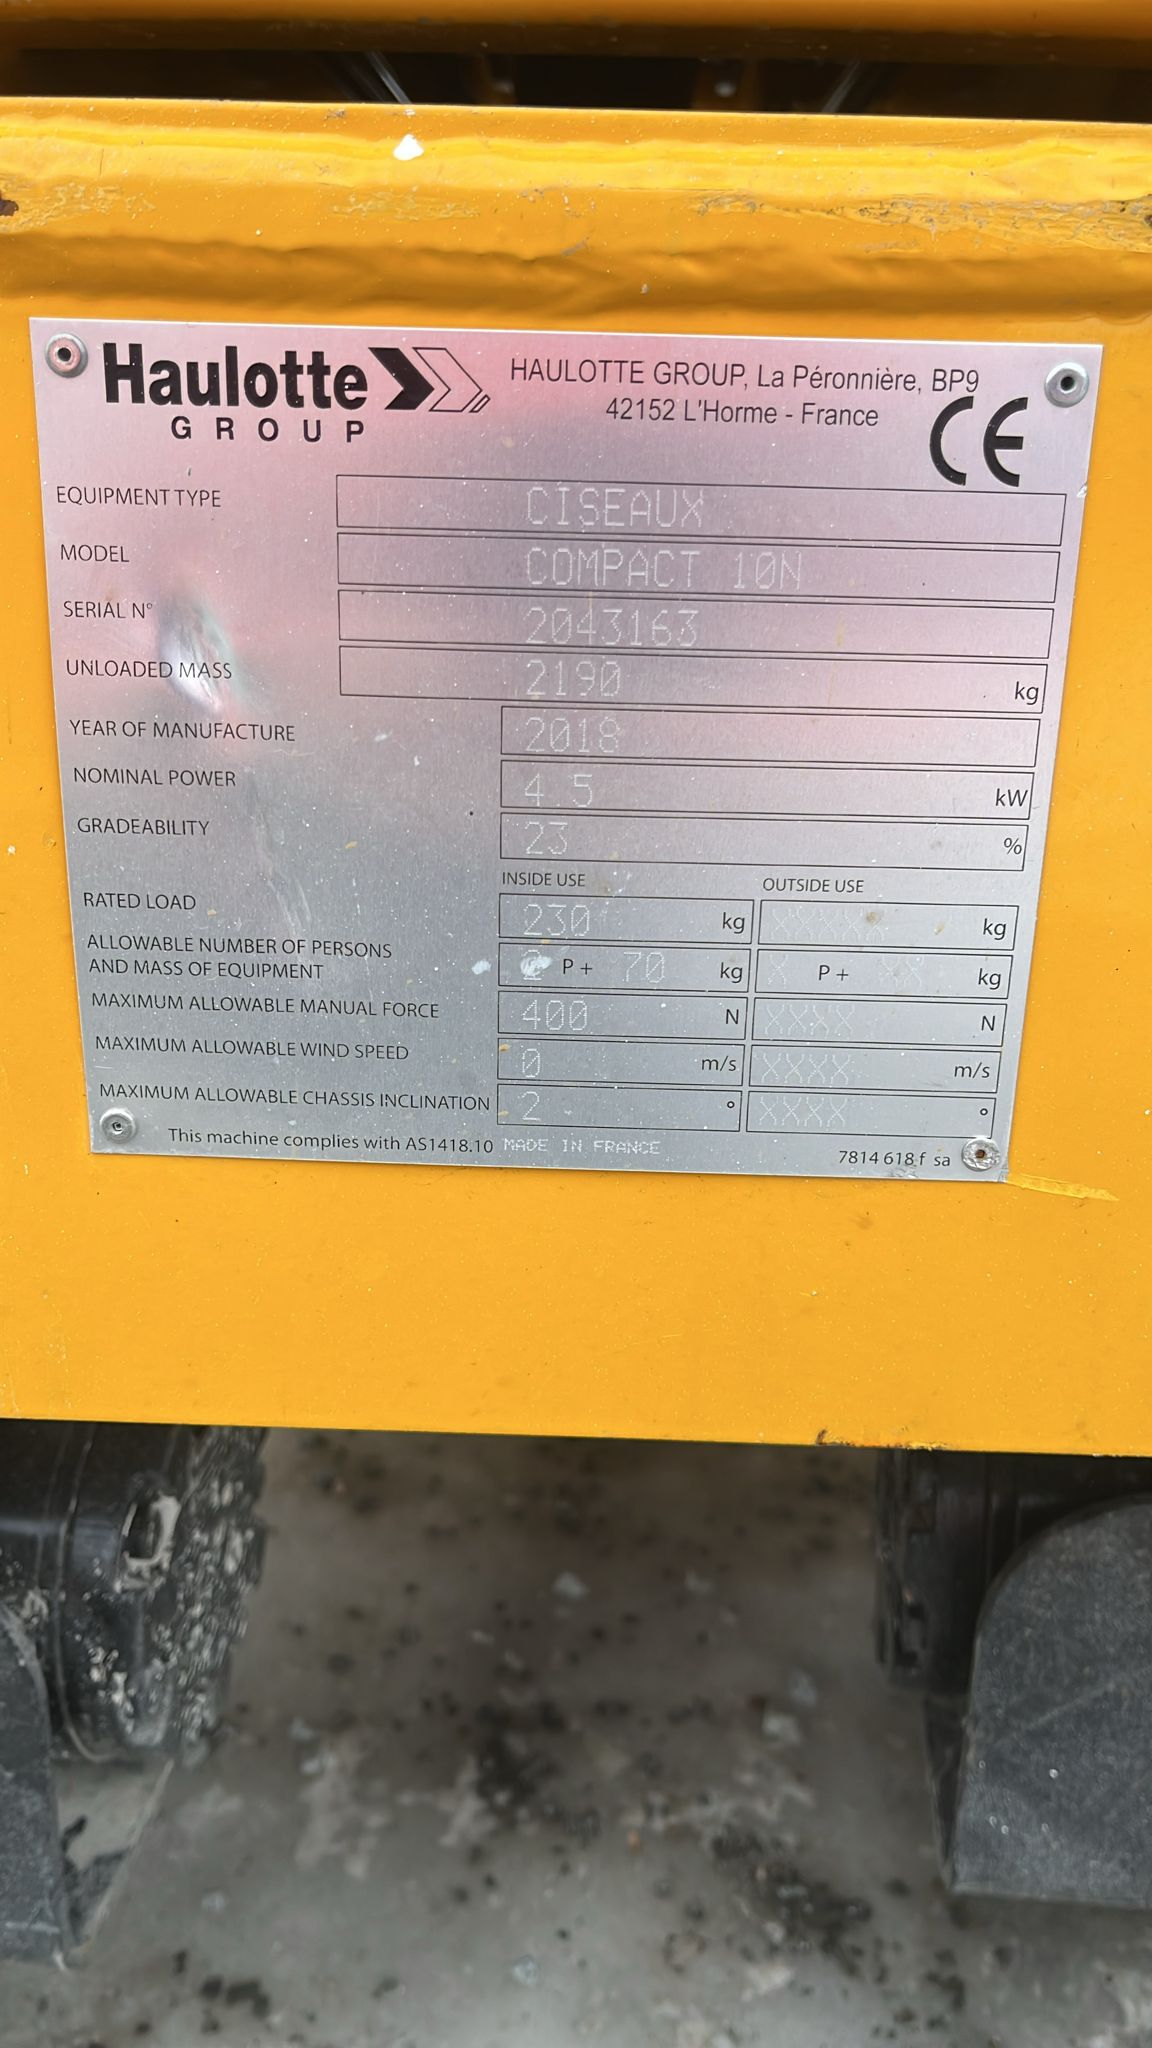 Haulotte
GROUP
HAULOTTE GROUP, La Péronnière, BP9
42152 L'Horme - France
CE
EQUIPMENT TYPE CISEAUX
MODEL COMPACT 10N
SERIAL N° 2043163
UNLOADED MASS 2190 kg
YEAR OF MANUFACTURE 2018
NOMINAL POWER 4.5 kW
GRADEABILITY 23 %
INSIDE USE OUTSIDE USE
RATED LOAD 230 kg XXXX kg
ALLOWABLE NUMBER OF PERSONS
AND MASS OF EQUIPMENT 2 P + 70 kg X P + XX kg
MAXIMUM ALLOWABLE MANUAL FORCE 400 N XXXX N
MAXIMUM ALLOWABLE WIND SPEED 0 m/s XXXX m/s
MAXIMUM ALLOWABLE CHASSIS INCLINATION 2 ° XXXX °
This machine complies with AS1418.10 MADE IN FRANCE 7814 618 f sa